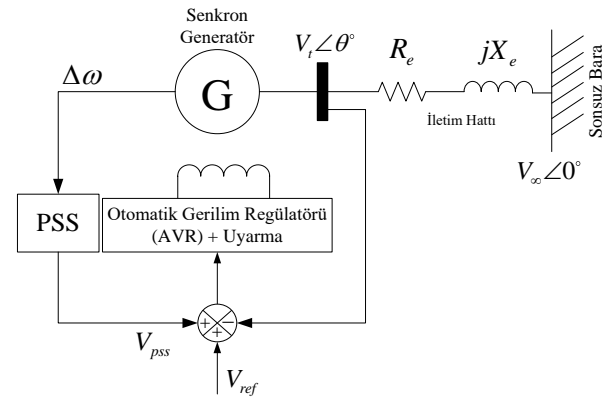 Senkron
Generatör
G
Δω
V_t∠θ°
R_e
jX_e
İletim Hattı
Sonsuz Bara
V_∞∠0°
PSS
Otomatik Gerilim Regülatörü
(AVR) + Uyarma
+
+
−
V_pss
V_ref